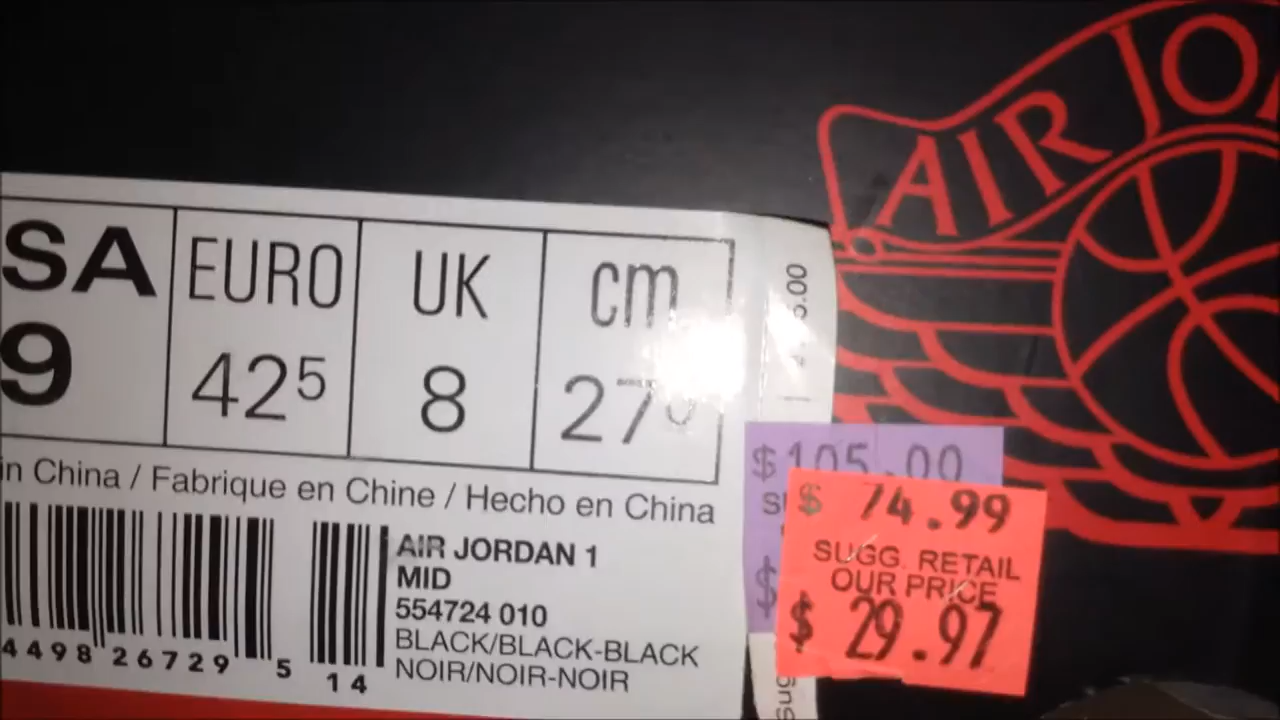 AIR JO
SA EURO UK cm
9 42⁵ 8 27⁰
in China / Fabrique en Chine / Hecho en China
4498 26729 5 14
AIR JORDAN 1
MID
554724 010
BLACK/BLACK-BLACK
NOIR/NOIR-NOIR
$105.00
$
$ 74.99
SUGG. RETAIL
OUR PRICE
$ 29.97